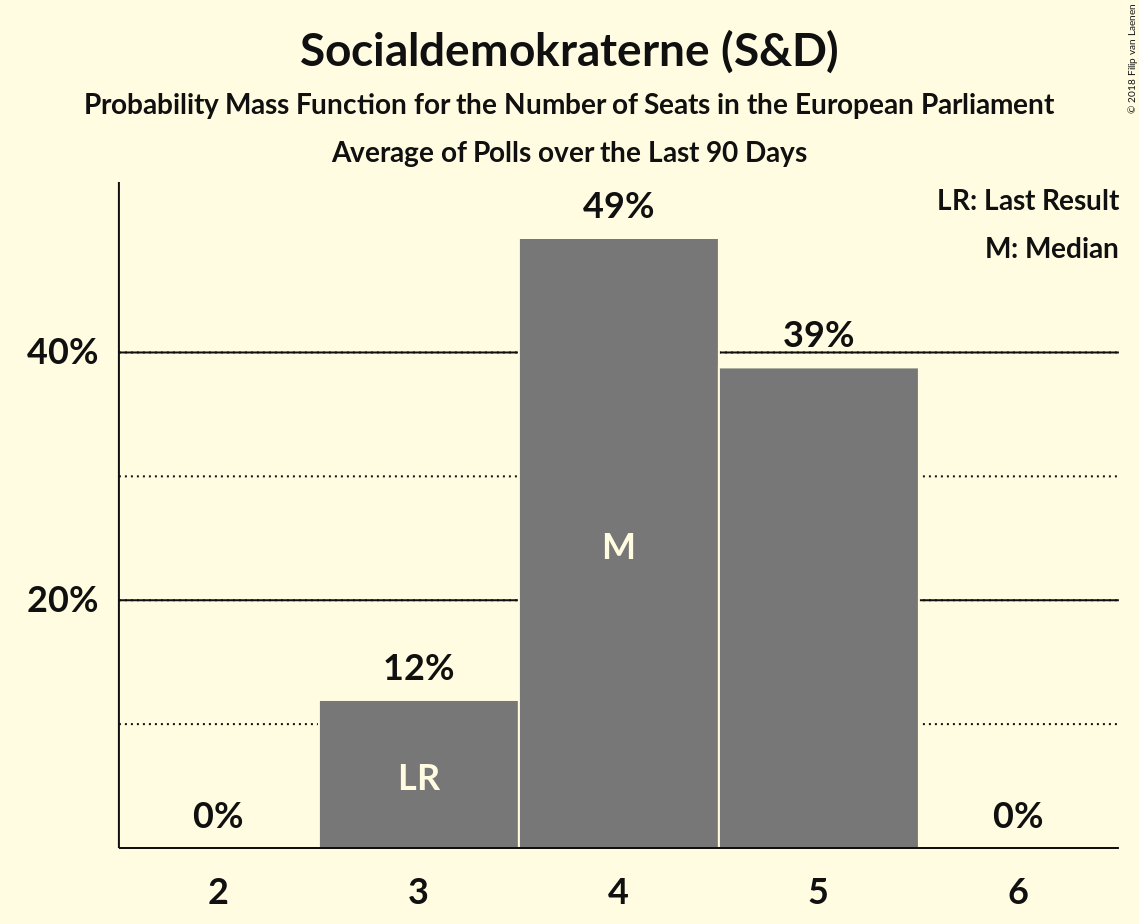 Socialdemokraterne (S&D)
Probability Mass Function for the Number of Seats in the European Parliament
Average of Polls over the Last 90 Days
© 2018 Filip van Laenen
LR: Last Result
M: Median
49%
39%
40%
M
20%
12%
LR
0%
0%
2
3
4
5
6